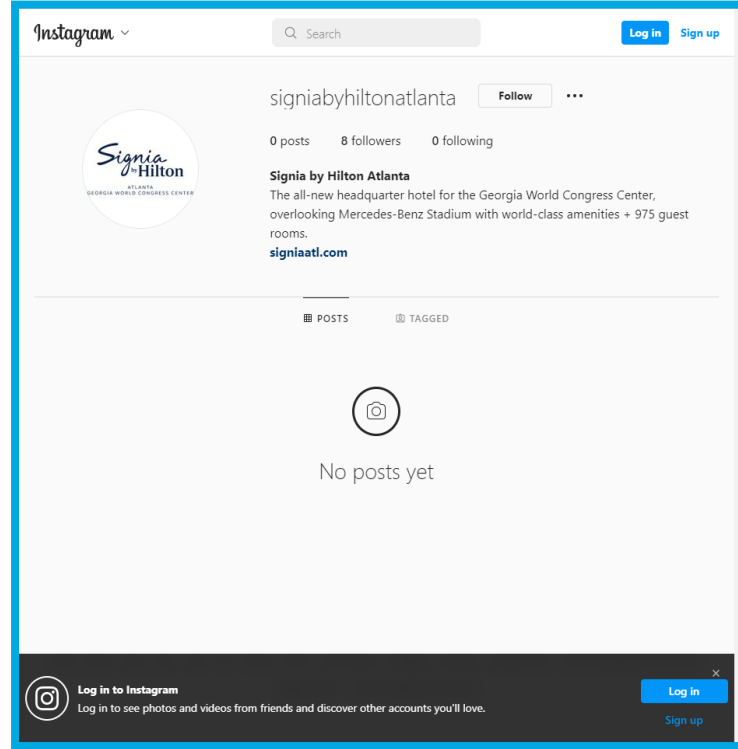 Instagram
Search
Log in
Sign up
signiabyhiltonatlanta
Follow
•••
Signia
by Hilton
ATLANTA
GEORGIA WORLD CONGRESS CENTER
0 posts 8 followers 0 following
Signia by Hilton Atlanta
The all-new headquarter hotel for the Georgia World Congress Center,
overlooking Mercedes-Benz Stadium with world-class amenities + 975 guest
rooms.
signiaatl.com
POSTS
TAGGED
No posts yet
Log in to Instagram
Log in to see photos and videos from friends and discover other accounts you'll love.
Log in
Sign up